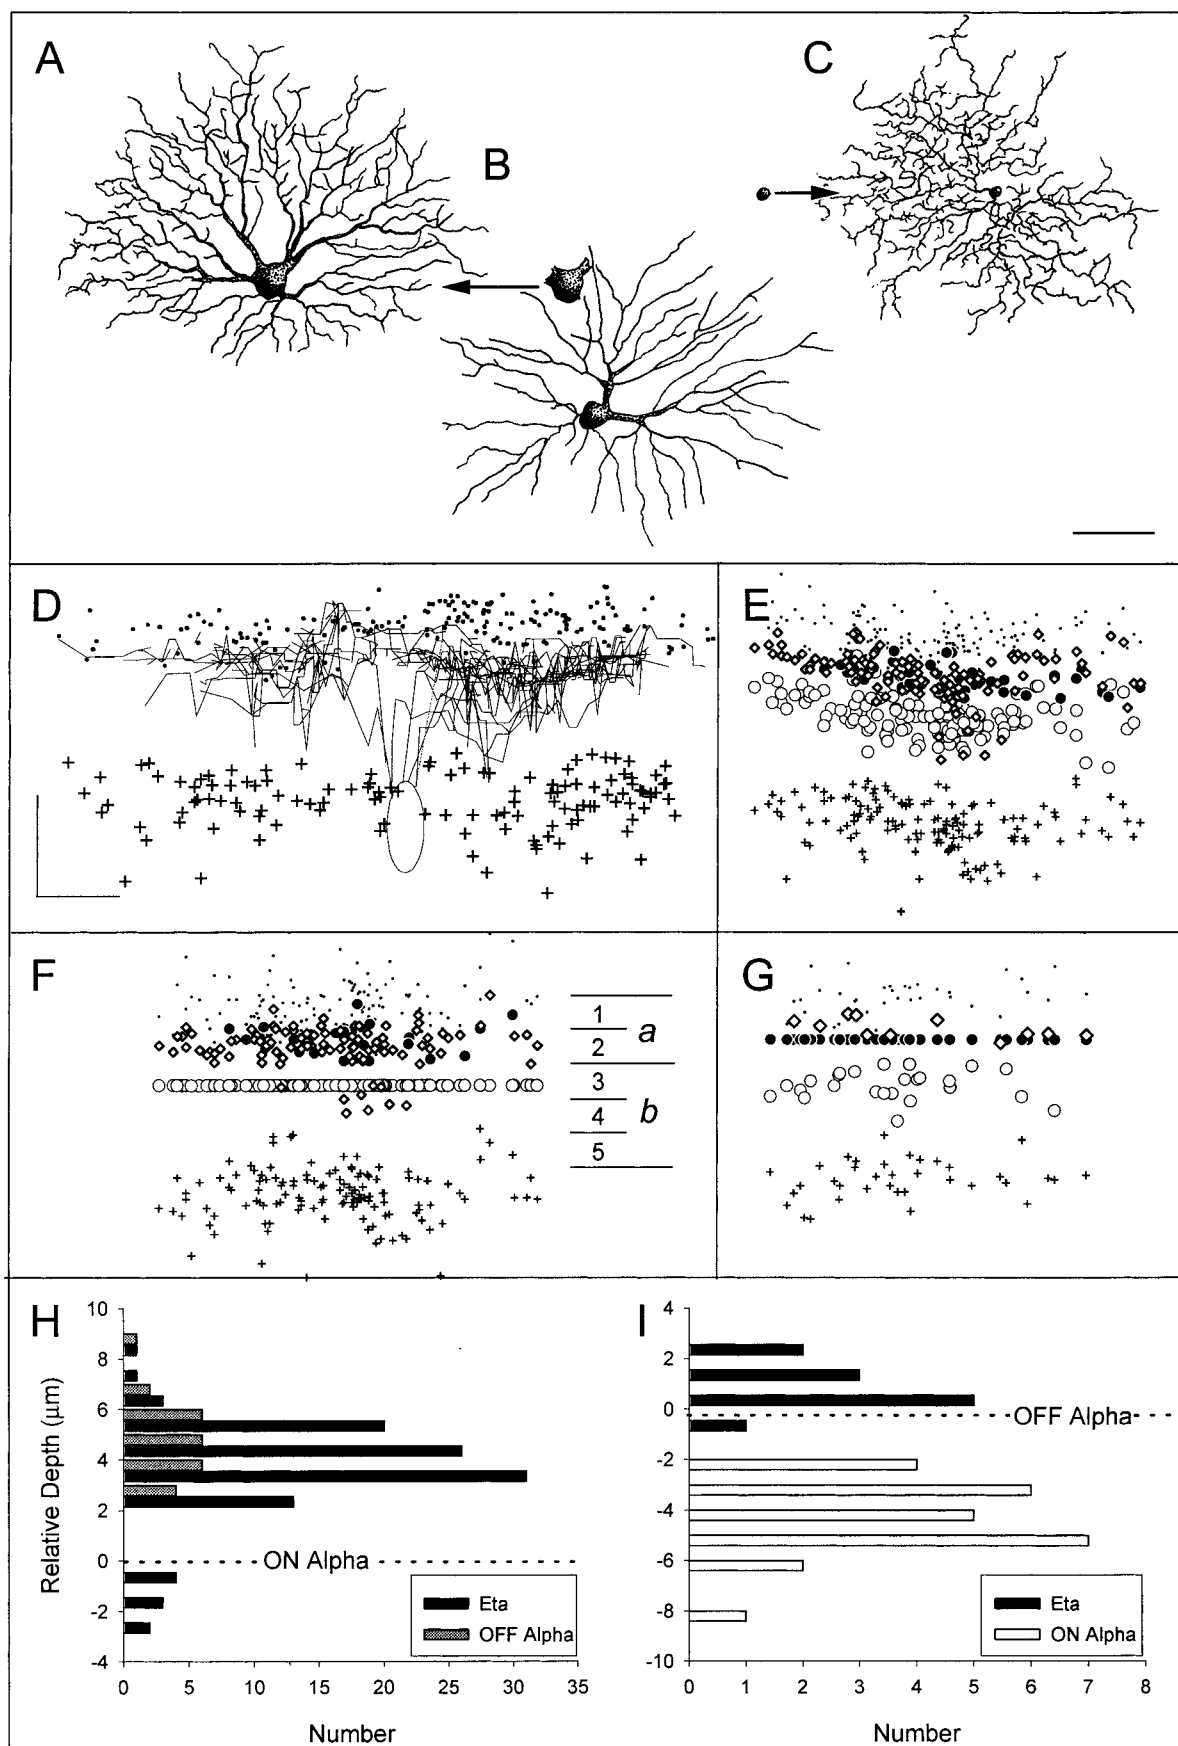 A
B
C
D
E
F
1
a
2
3
4
b
5
G
H
10
8
6
4
2
0
-2
-4
Relative Depth (µm)
ON Alpha
Eta
OFF Alpha
0 5 10 15 20 25 30 35
Number
I
4
2
0
-2
-4
-6
-8
-10
OFF Alpha
Eta
ON Alpha
0 1 2 3 4 5 6 7 8
Number